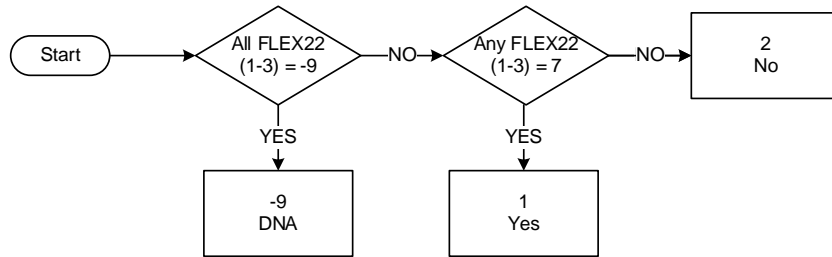 Start
All FLEX22
(1-3) = -9
NO
Any FLEX22
(1-3) = 7
NO
2
No
YES
YES
-9
DNA
1
Yes